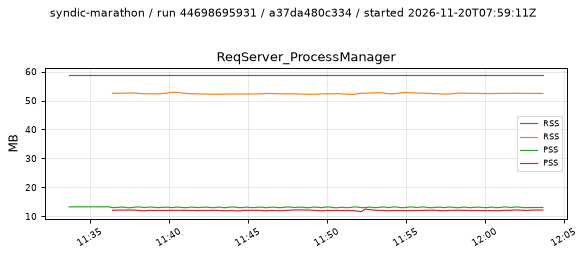 syndic-marathon / run 44698695931 / a37da480c334 / started 2026-11-20T07:59:11Z
ReqServer_ProcessManager
MB
60
50
40
30
20
10
RSS
RSS
PSS
PSS
11:35
11:40
11:45
11:50
11:55
12:00
12:05